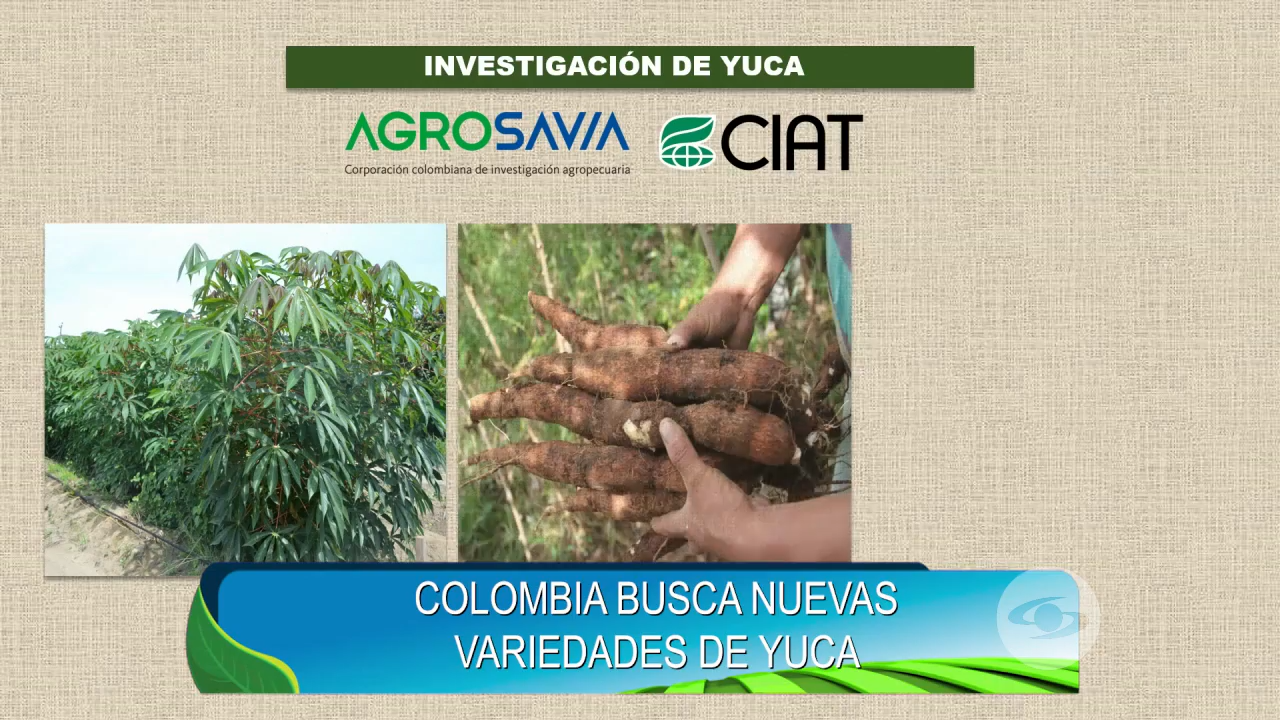 INVESTIGACIÓN DE YUCA
AGROSAVIA
CIAT
Corporación colombiana de investigación agropecuaria
COLOMBIA BUSCA NUEVAS
VARIEDADES DE YUCA